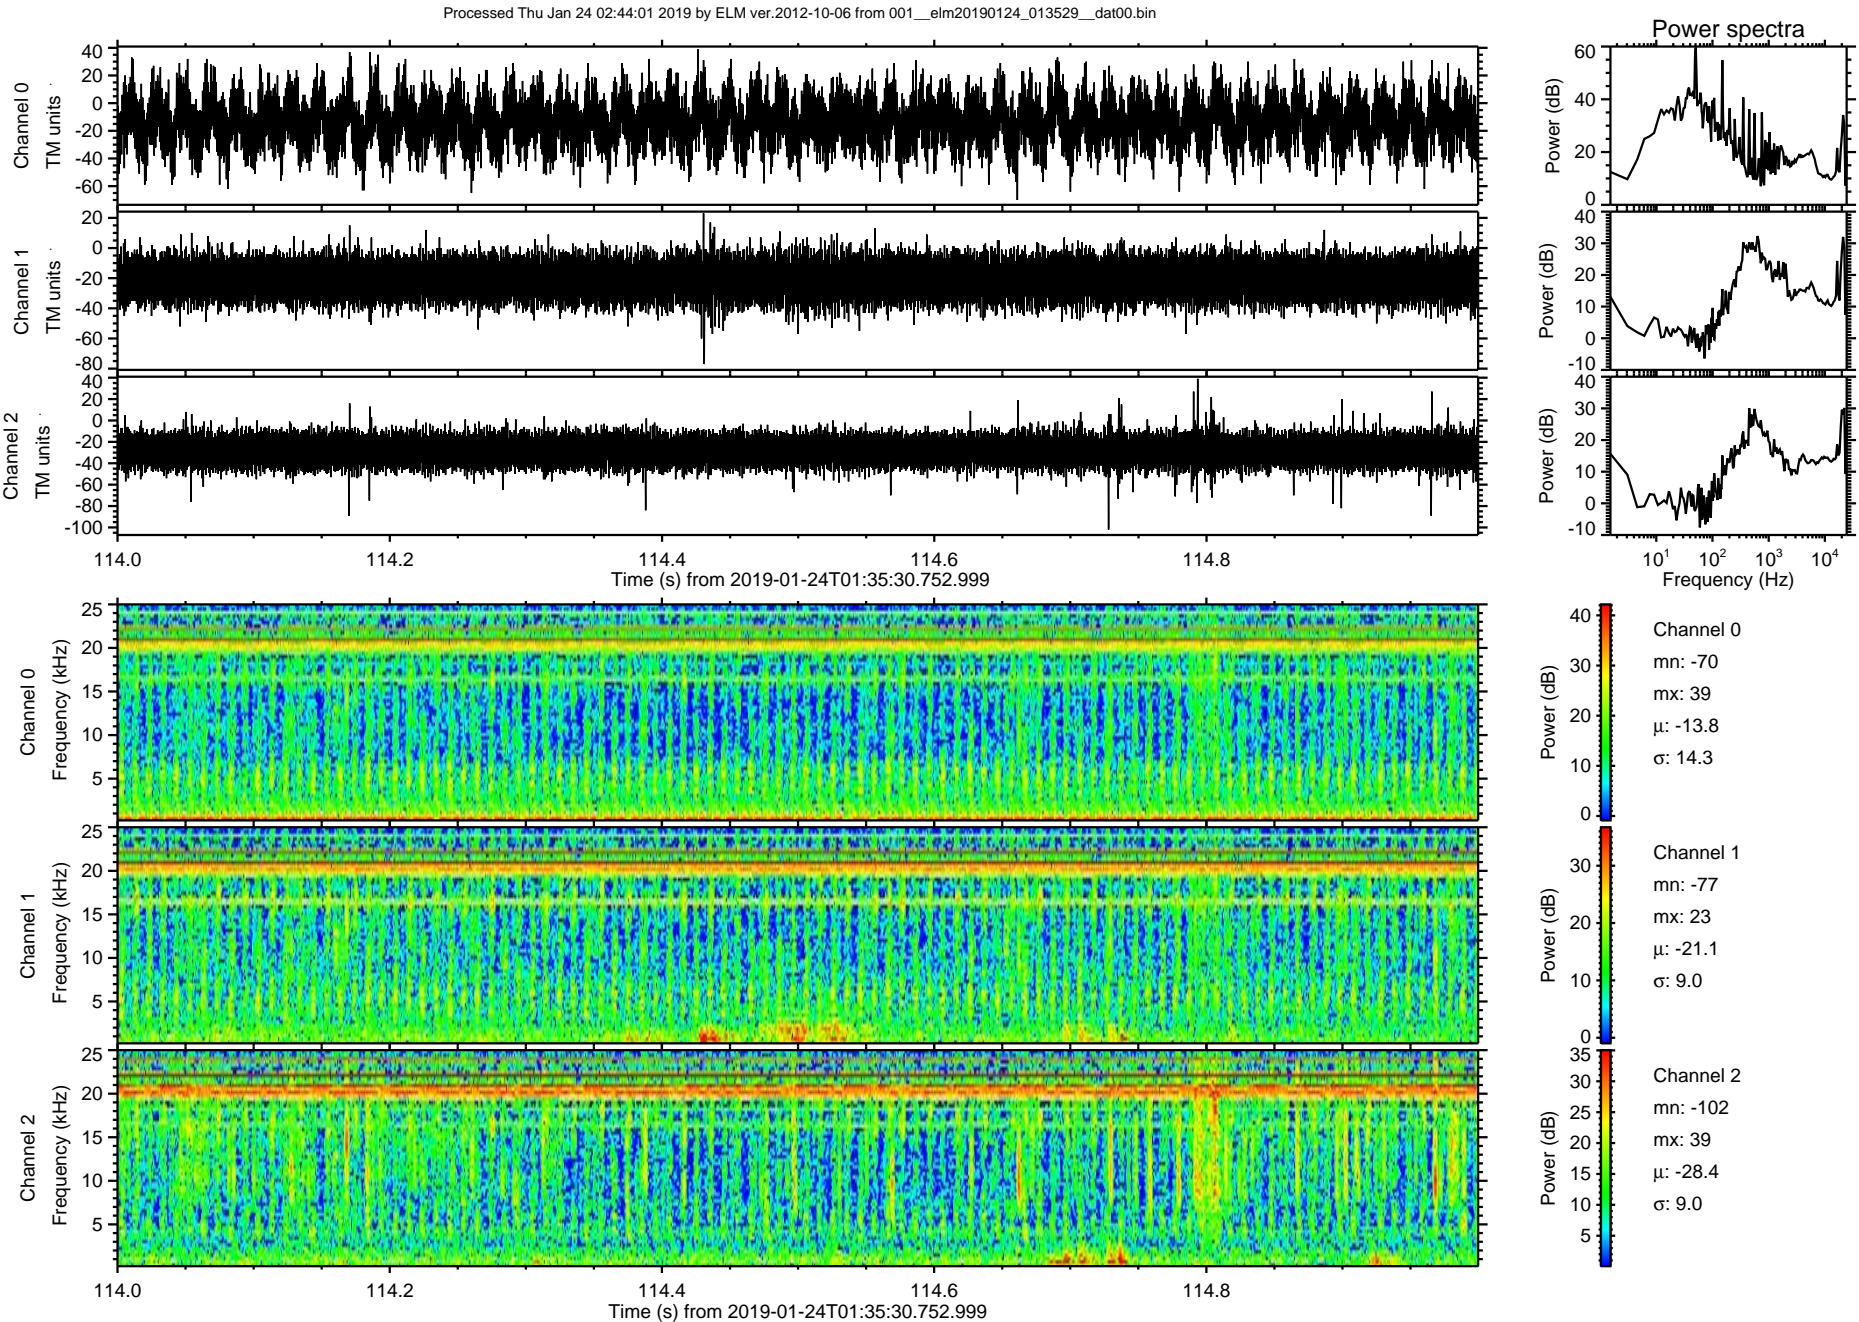 Processed Thu Jan 24 02:44:01 2019 by ELM ver.2012-10-06 from 001__elm20190124_013529__dat00.bin
Power spectra
Channel 0
TM units
40
20
0
-20
-40
-60
Power (dB)
60
40
20
0
Channel 1
TM units
20
0
-20
-40
-60
-80
Power (dB)
40
30
20
10
0
-10
Channel 2
TM units
40
20
0
-20
-40
-60
-80
-100
Power (dB)
40
30
20
10
0
-10
114.0 114.2 114.4 114.6 114.8
Time (s) from 2019-01-24T01:35:30.752.999
10¹ 10² 10³ 10⁴
Frequency (Hz)
Channel 0
Frequency (kHz)
25
20
15
10
5
Power (dB)
40
30
20
10
0
Channel 0
mn: -70
mx: 39
μ: -13.8
σ: 14.3
Channel 1
Frequency (kHz)
25
20
15
10
5
Power (dB)
30
20
10
0
Channel 1
mn: -77
mx: 23
μ: -21.1
σ: 9.0
Channel 2
Frequency (kHz)
25
20
15
10
5
Power (dB)
35
30
25
20
15
10
5
Channel 2
mn: -102
mx: 39
μ: -28.4
σ: 9.0
114.0 114.2 114.4 114.6 114.8
Time (s) from 2019-01-24T01:35:30.752.999